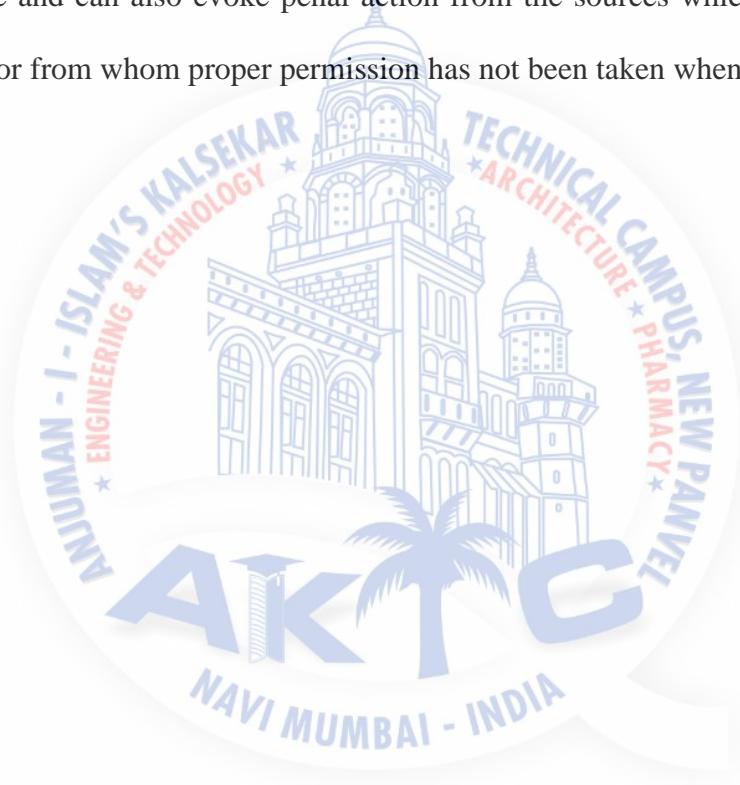 e and can also evoke penal action from the sources which
or from whom proper permission has not been taken when
ANJUMAN - I - ISLAM'S KALSEKAR TECHNICAL CAMPUS, NEW PANVEL
★ ENGINEERING & TECHNOLOGY ★ ★ ARCHITECTURE ★ PHARMACY ★
AKTC
NAVI MUMBAI - INDIA